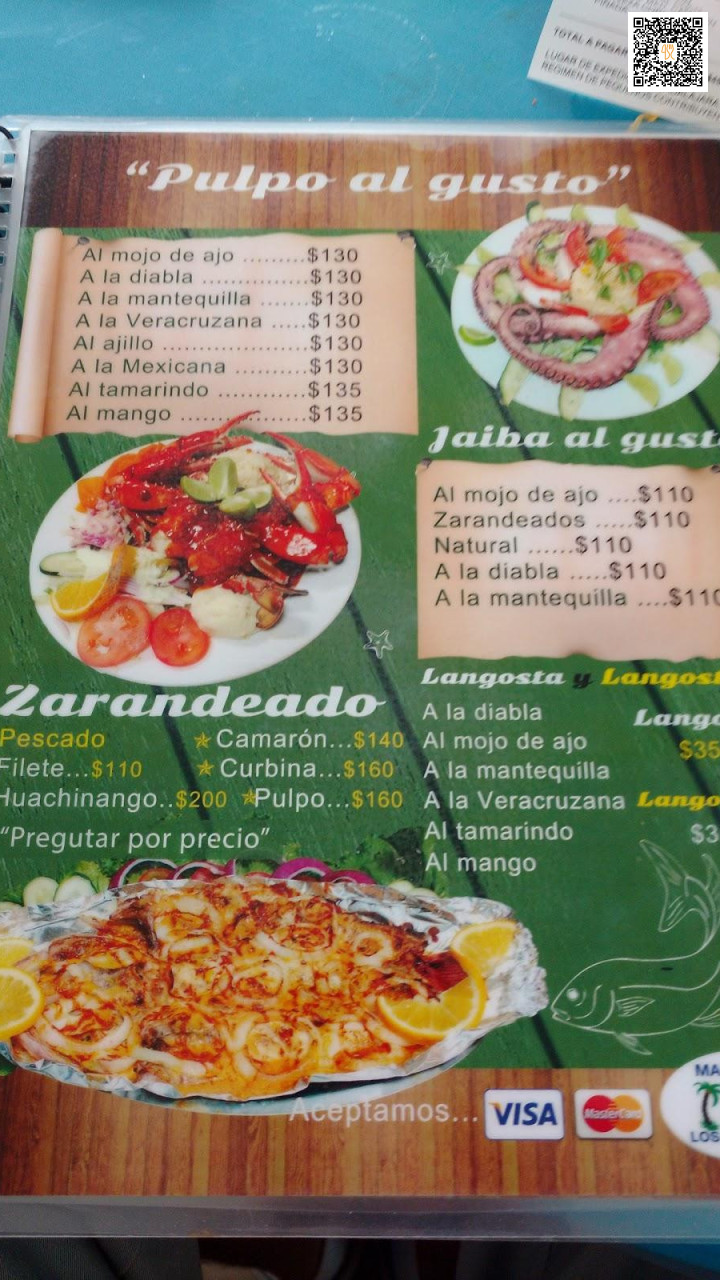 TOTAL A PAGAR
“Pulpo al gusto”
Al mojo de ajo .........$130
A la diabla ...............$130
A la mantequilla .......$130
A la Veracruzana .....$130
Al ajillo .....................$130
A la Mexicana ..........$130
Al tamarindo ............$135
Al mango ..................$135
Jaiba al gust
Al mojo de ajo ....$110
Zarandeados .....$110
Natural ......$110
A la diabla .....$110
A la mantequilla ....$110
Zarandeado
Pescado
Filete...$110
Huachinango..$200
Camarón...$140
Curbina...$160
Pulpo...$160
“Pregutar por precio”
Langosta y Langost
A la diabla
Al mojo de ajo
A la mantequilla
A la Veracruzana
Al tamarindo
Al mango
Aceptamos...
VISA
MasterCard